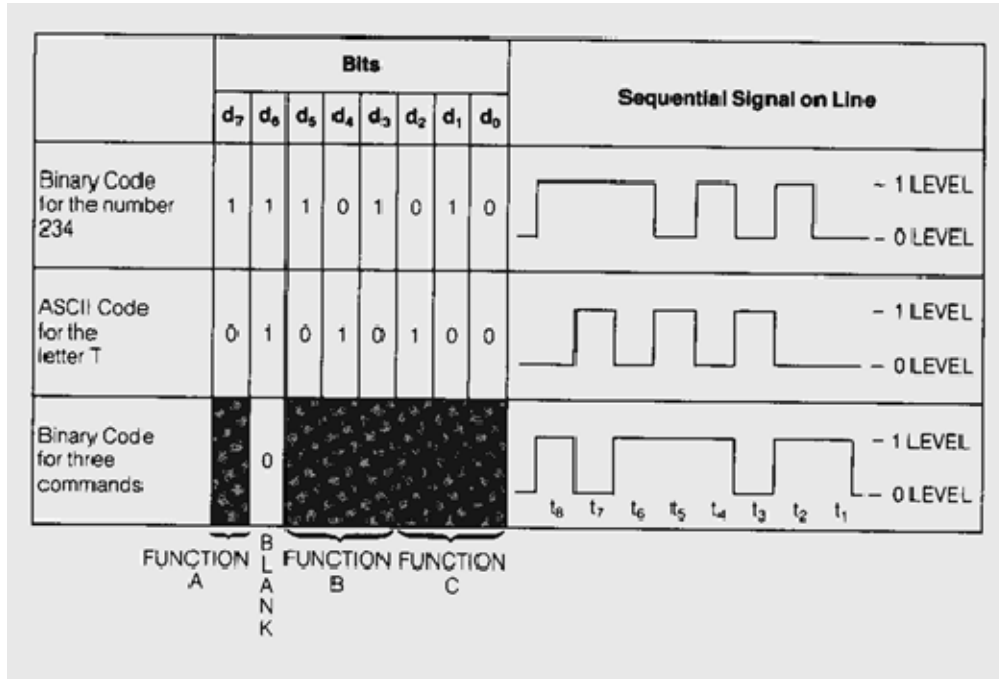 Bits
Sequential Signal on Line
d₇ d₆ d₅ d₄ d₃ d₂ d₁ d₀
Binary Code
for the number
234
1 1 1 0 1 0 1 0
~ 1 LEVEL
- 0 LEVEL
ASCII Code
for the
letter T
0 1 0 1 0 1 0 0
- 1 LEVEL
- 0 LEVEL
Binary Code
for three
commands
0
- 1 LEVEL
- 0 LEVEL
t₈ t₇ t₆ t₅ t₄ t₃ t₂ t₁
FUNCTION
A
BLANK
FUNCTION
B
FUNCTION
C